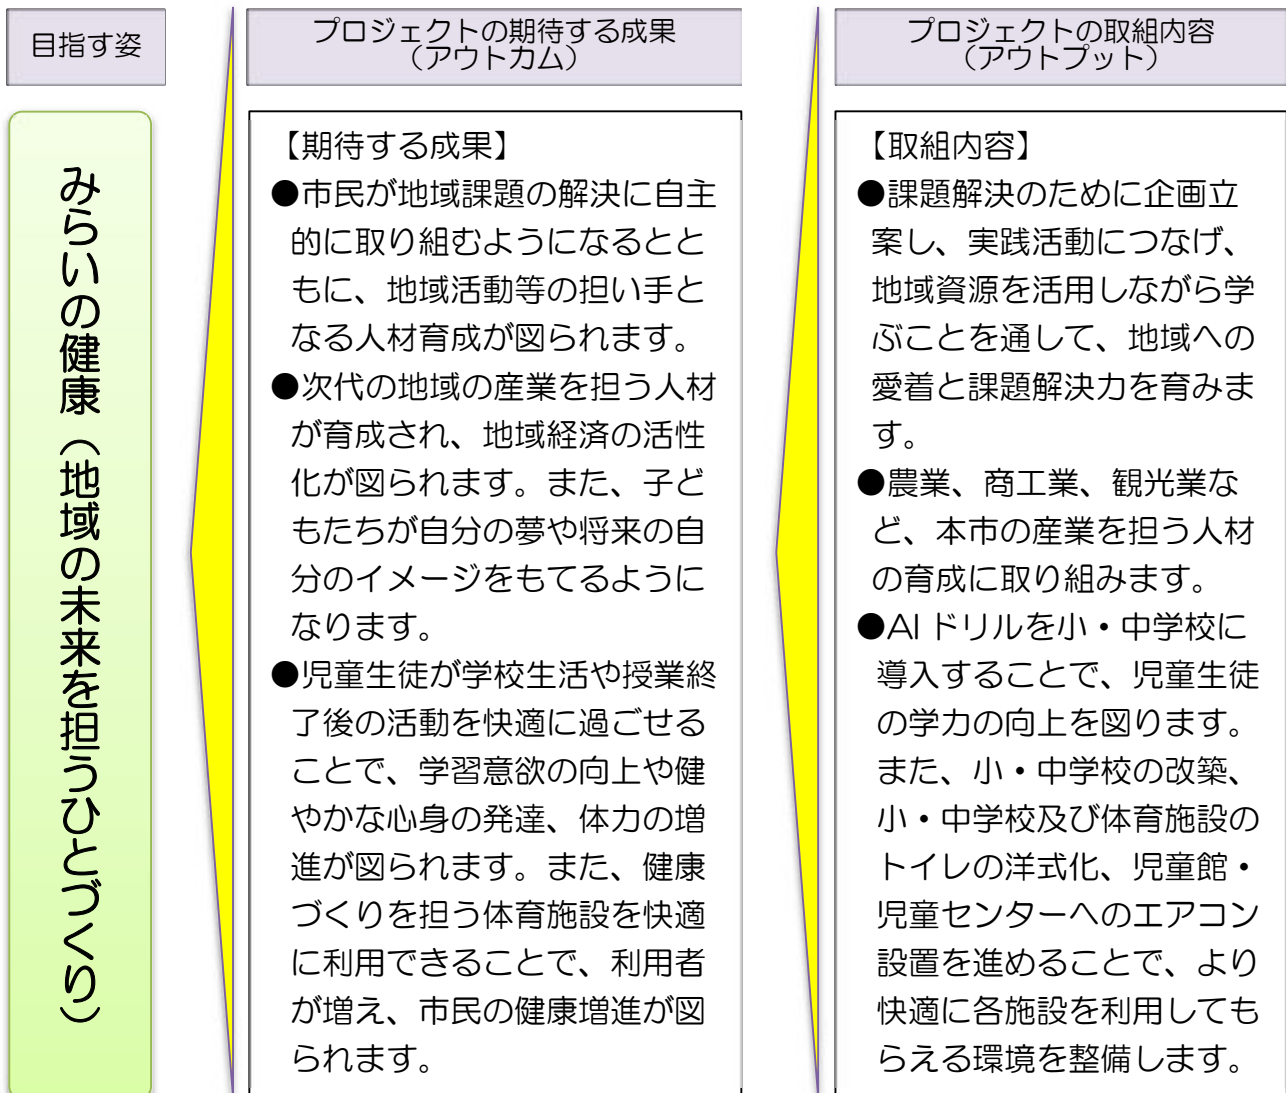 目指す姿
みらいの健康（地域の未来を担うひとづくり）
プロジェクトの期待する成果
（アウトカム）
【期待する成果】
●市民が地域課題の解決に自主
的に取り組むようになるとと
もに、地域活動等の担い手と
なる人材育成が図られます。
●次代の地域の産業を担う人材
が育成され、地域経済の活性
化が図られます。また、子ど
もたちが自分の夢や将来の自
分のイメージをもてるように
なります。
●児童生徒が学校生活や授業終
了後の活動を快適に過ごせる
ことで、学習意欲の向上や健
やかな心身の発達、体力の増
進が図られます。また、健康
づくりを担う体育施設を快適
に利用できることで、利用者
が増え、市民の健康増進が図
られます。
プロジェクトの取組内容
（アウトプット）
【取組内容】
●課題解決のために企画立
案し、実践活動につなげ、
地域資源を活用しながら学
ぶことを通して、地域への
愛着と課題解決力を育みま
す。
●農業、商工業、観光業な
ど、本市の産業を担う人材
の育成に取り組みます。
●AIドリルを小・中学校に
導入することで、児童生徒
の学力の向上を図ります。
また、小・中学校の改築、
小・中学校及び体育施設の
トイレの洋式化、児童館・
児童センターへのエアコン
設置を進めることで、より
快適に各施設を利用しても
らえる環境を整備します。